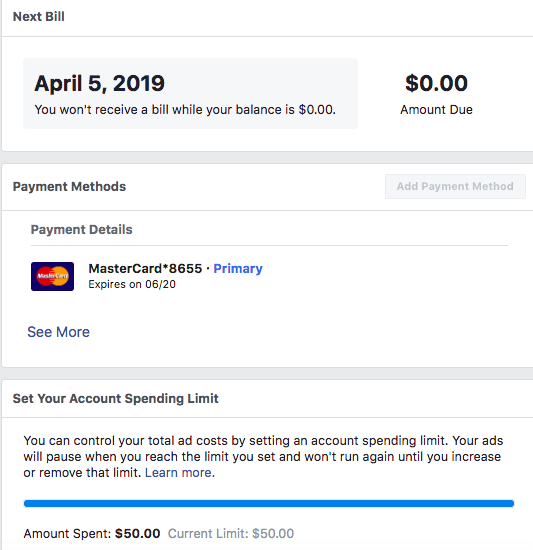 Next Bill
April 5, 2019
$0.00
You won't receive a bill while your balance is $0.00.
Amount Due
Payment Methods
Add Payment Method
Payment Details
MasterCard
MasterCard*8655 · Primary
Expires on 06/20
See More
Set Your Account Spending Limit
You can control your total ad costs by setting an account spending limit. Your ads
will pause when you reach the limit you set and won't run again until you increase
or remove that limit. Learn more.
Amount Spent: $50.00 Current Limit: $50.00